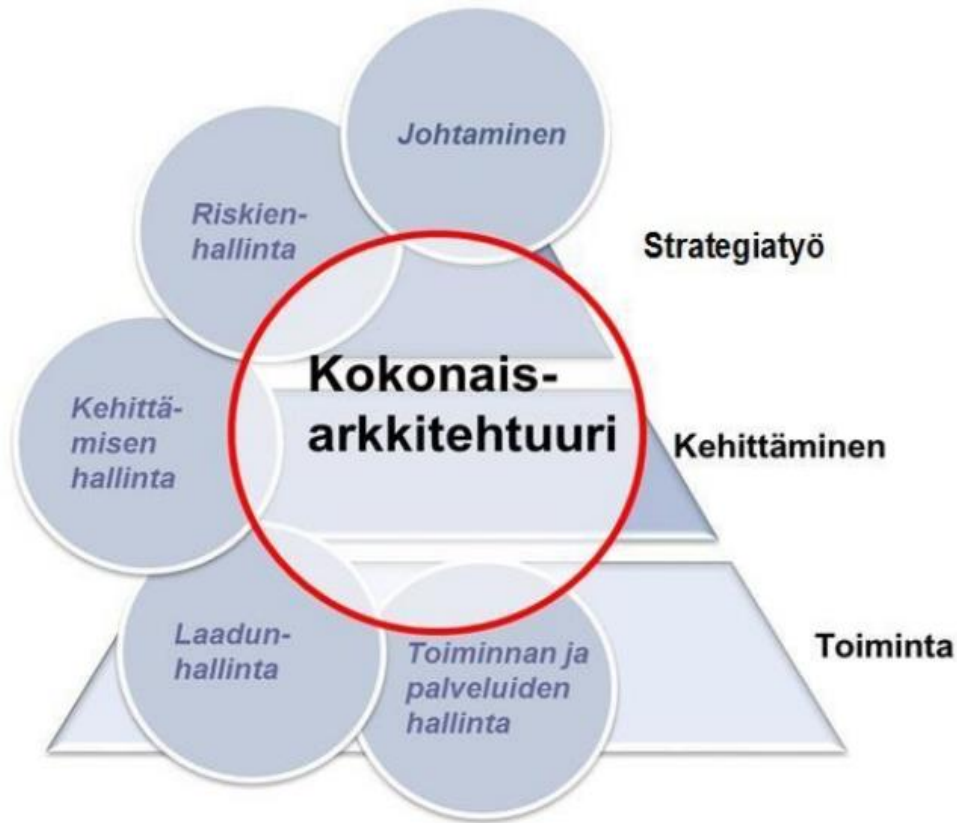 Johtaminen
Riskien-
hallinta
Strategiatyö
Kokonais-
arkkitehtuuri
Kehittä-
misen
hallinta
Kehittäminen
Laadun-
hallinta
Toiminnan ja
palveluiden
hallinta
Toiminta